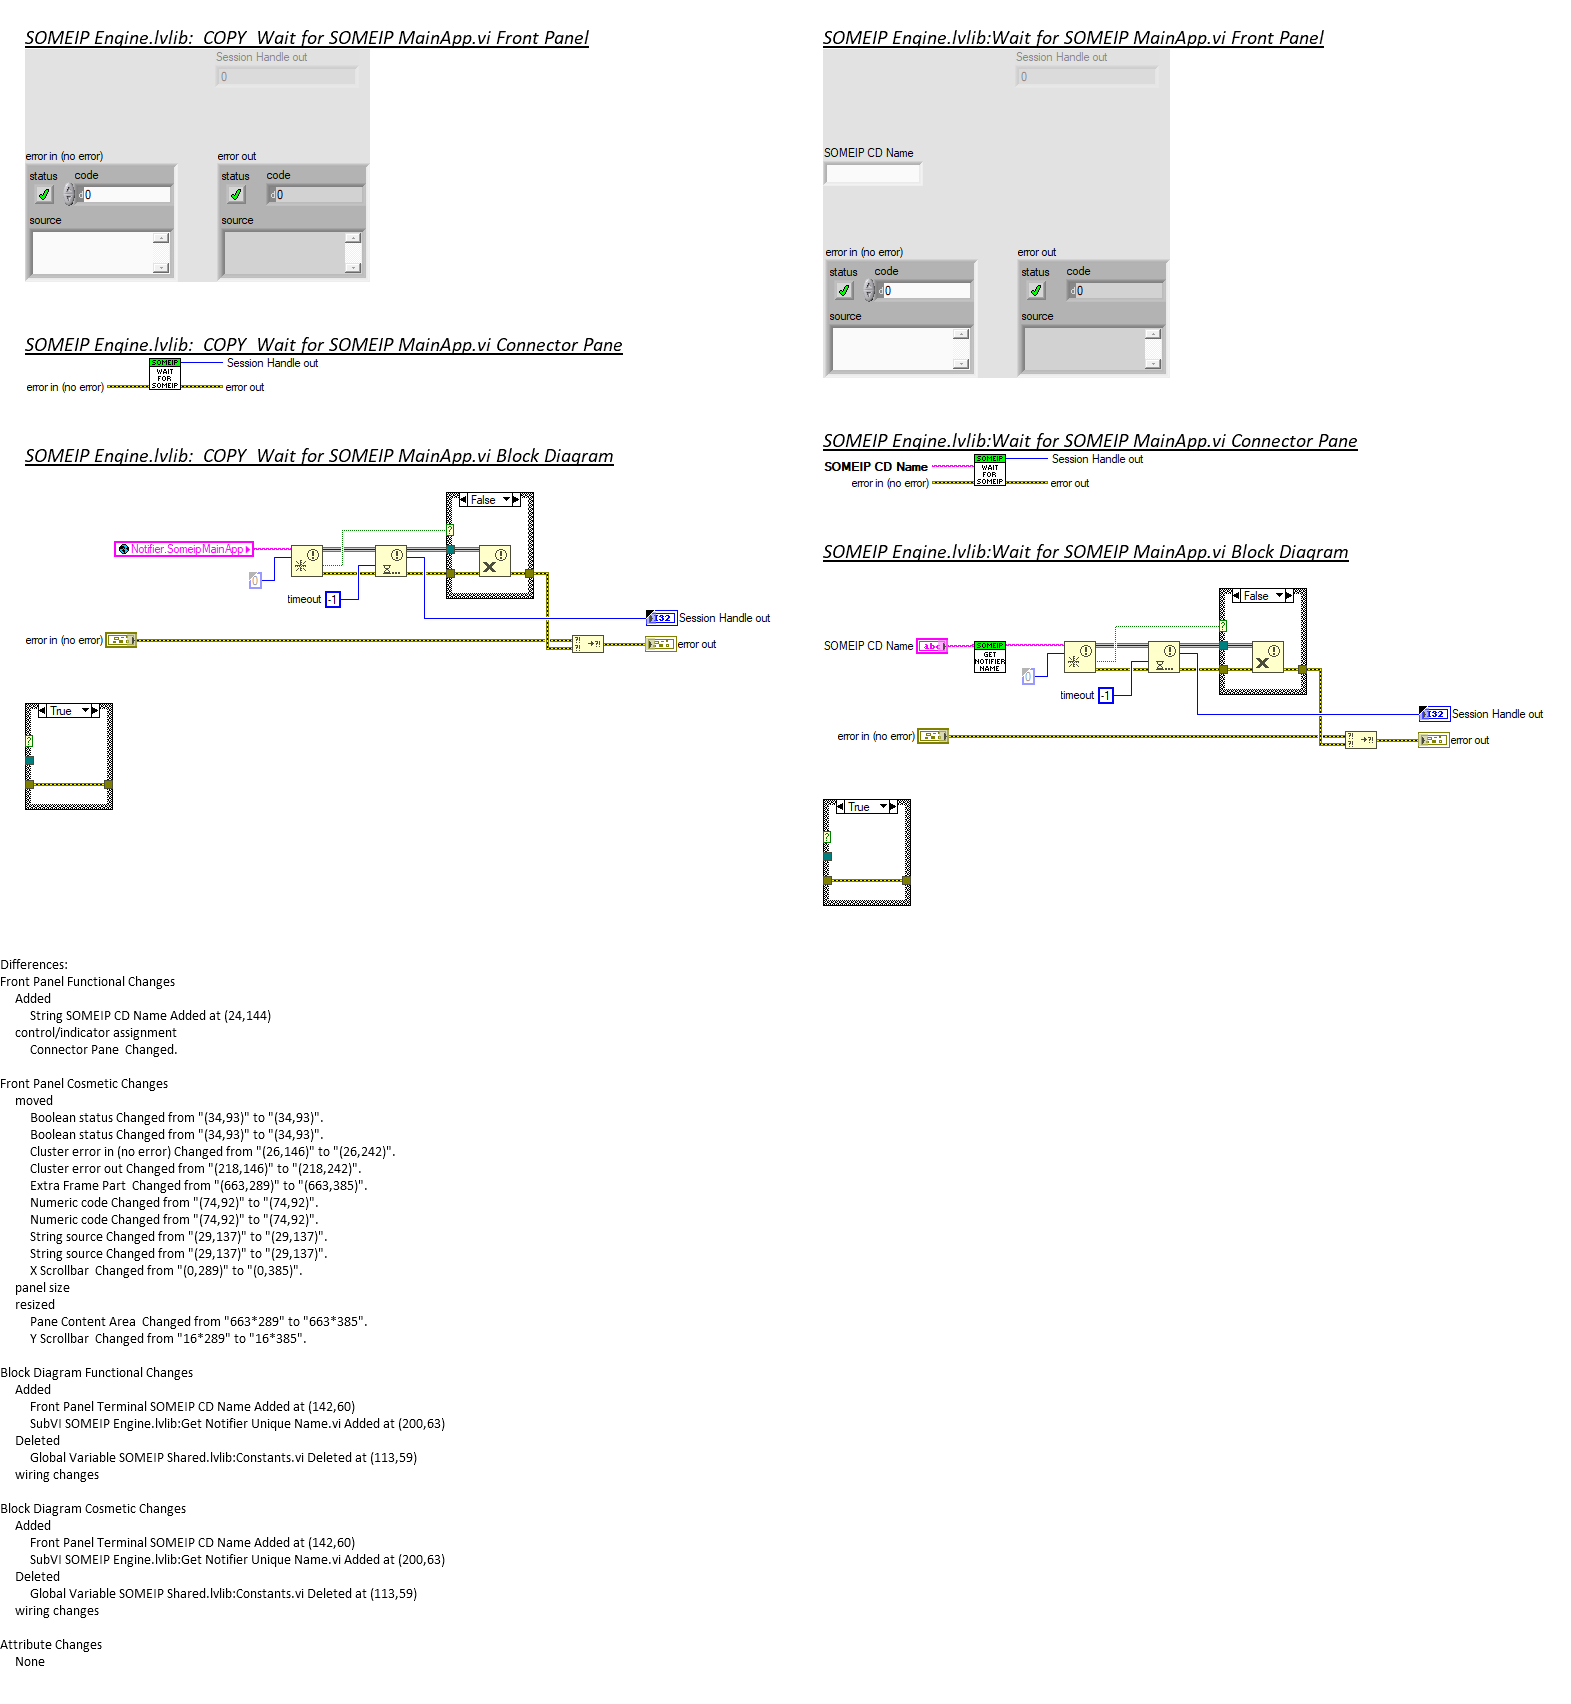 SOMEIP Engine.lvlib:  COPY  Wait for SOMEIP MainApp.vi Front Panel
Session Handle out
0
error in (no error)
status code
d 0
source
error out
status code
d 0
source
SOMEIP Engine.lvlib:  COPY  Wait for SOMEIP MainApp.vi Connector Pane
SOMEIP
WAIT
FOR
SOMEIP
Session Handle out
error in (no error)
error out
SOMEIP Engine.lvlib:  COPY  Wait for SOMEIP MainApp.vi Block Diagram
False
?
Notifier.SomeipMainApp
0
timeout -1
I32 Session Handle out
error in (no error)
?! ?! →?!
error out
True
?
SOMEIP Engine.lvlib:Wait for SOMEIP MainApp.vi Front Panel
Session Handle out
0
SOMEIP CD Name
error in (no error)
status code
d 0
source
error out
status code
d 0
source
SOMEIP Engine.lvlib:Wait for SOMEIP MainApp.vi Connector Pane
SOMEIP
WAIT
FOR
SOMEIP
Session Handle out
SOMEIP CD Name
error in (no error)
error out
SOMEIP Engine.lvlib:Wait for SOMEIP MainApp.vi Block Diagram
False
?
SOMEIP CD Name abc
SOMEIP
GET
NOTIFIER
NAME
0
timeout -1
I32 Session Handle out
error in (no error)
?! ?! →?!
error out
True
?
Differences:
Front Panel Functional Changes
Added
String SOMEIP CD Name Added at (24,144)
control/indicator assignment
Connector Pane  Changed.
Front Panel Cosmetic Changes
moved
Boolean status Changed from "(34,93)" to "(34,93)".
Boolean status Changed from "(34,93)" to "(34,93)".
Cluster error in (no error) Changed from "(26,146)" to "(26,242)".
Cluster error out Changed from "(218,146)" to "(218,242)".
Extra Frame Part  Changed from "(663,289)" to "(663,385)".
Numeric code Changed from "(74,92)" to "(74,92)".
Numeric code Changed from "(74,92)" to "(74,92)".
String source Changed from "(29,137)" to "(29,137)".
String source Changed from "(29,137)" to "(29,137)".
X Scrollbar  Changed from "(0,289)" to "(0,385)".
panel size
resized
Pane Content Area  Changed from "663*289" to "663*385".
Y Scrollbar  Changed from "16*289" to "16*385".
Block Diagram Functional Changes
Added
Front Panel Terminal SOMEIP CD Name Added at (142,60)
SubVI SOMEIP Engine.lvlib:Get Notifier Unique Name.vi Added at (200,63)
Deleted
Global Variable SOMEIP Shared.lvlib:Constants.vi Deleted at (113,59)
wiring changes
Block Diagram Cosmetic Changes
Added
Front Panel Terminal SOMEIP CD Name Added at (142,60)
SubVI SOMEIP Engine.lvlib:Get Notifier Unique Name.vi Added at (200,63)
Deleted
Global Variable SOMEIP Shared.lvlib:Constants.vi Deleted at (113,59)
wiring changes
Attribute Changes
None